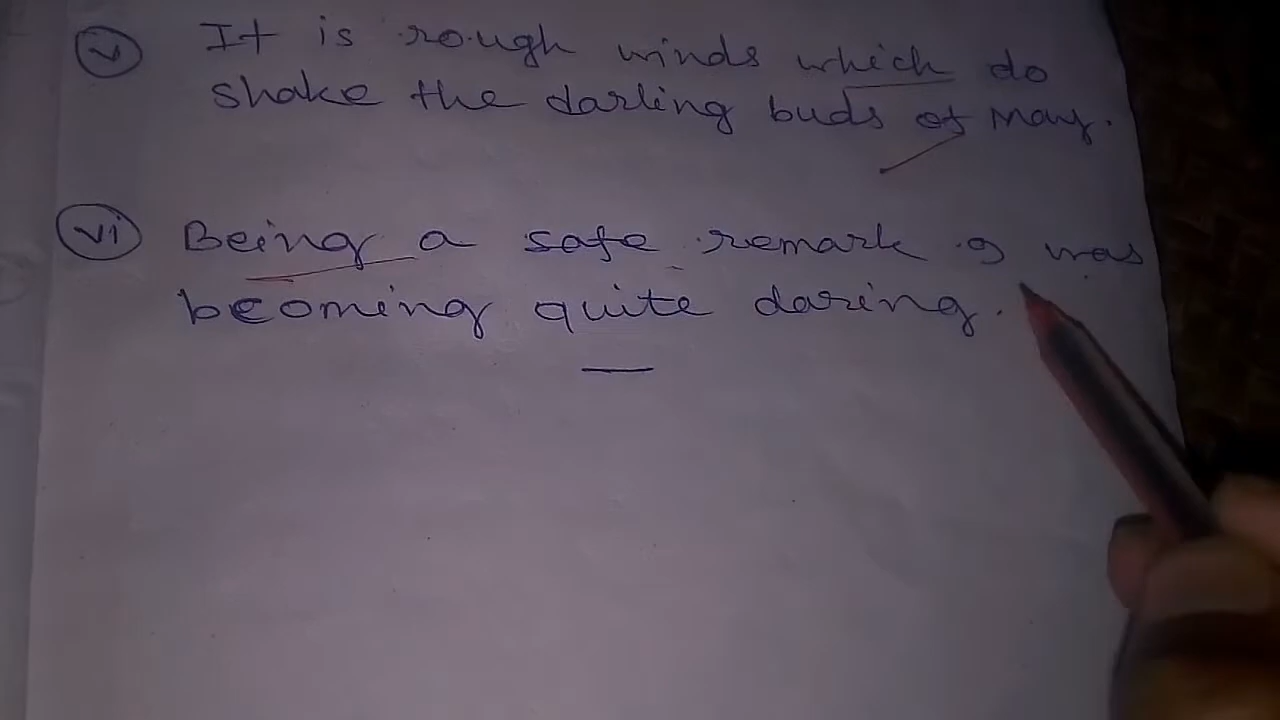 (v) It is rough winds which do
shake the darling buds of May.
(vi) Being a safe remark I was
becoming quite daring.